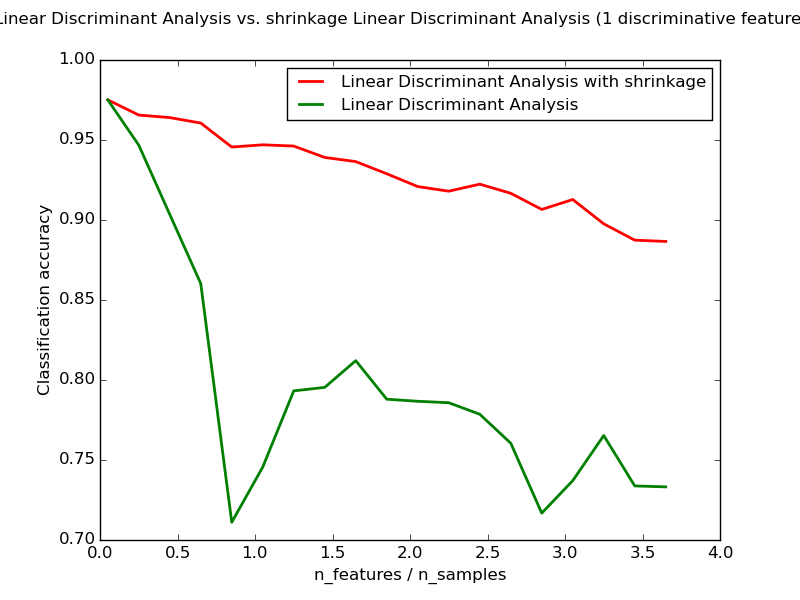 Linear Discriminant Analysis vs. shrinkage Linear Discriminant Analysis (1 discriminative feature
1.00
0.95
0.90
0.85
0.80
0.75
0.70
Classification accuracy
Linear Discriminant Analysis with shrinkage
Linear Discriminant Analysis
0.0 0.5 1.0 1.5 2.0 2.5 3.0 3.5 4.0
n_features / n_samples